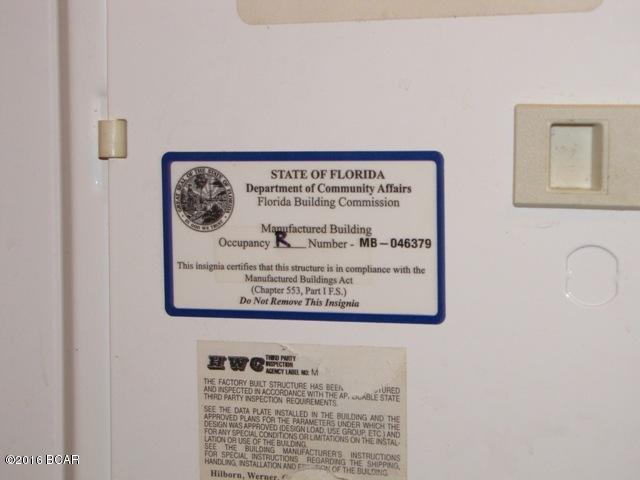 STATE OF FLORIDA
Department of Community Affairs
Florida Building Commission
Manufactured Building
Occupancy R Number - MB-046379
This insignia certifies that this structure is in compliance with the
Manufactured Buildings Act
(Chapter 553, Part I F.S.)
Do Not Remove This Insignia
HWC THIRD PARTY
INSPECTION
AGENCY LABEL NO: M
THE FACTORY BUILT STRUCTURE HAS BEEN
AND INSPECTED IN ACCORDANCE WITH THE STATE
THIRD PARTY INSPECTION REQUIREMENTS.
SEE THE DATA PLATE INSTALLED IN THE BUILDING AND THE
APPROVED PLANS FOR THE PARAMETERS UNDER WHICH THE
DESIGN WAS APPROVED (DESIGN LOAD, USE GROUP, ETC.) AND
FOR ANY SPECIAL CONDITIONS OR LIMITATIONS ON THE INSTAL-
LATION OR USE OF THE BUILDING.
SEE THE BUILDING MANUFACTURER'S INSTRUCTIONS
FOR SPECIAL INSTRUCTIONS REGARDING THE SHIPPING,
HANDLING, INSTALLATION AND OF THE BUILDING.
Hilborn, Werner,
©2016 BCAR